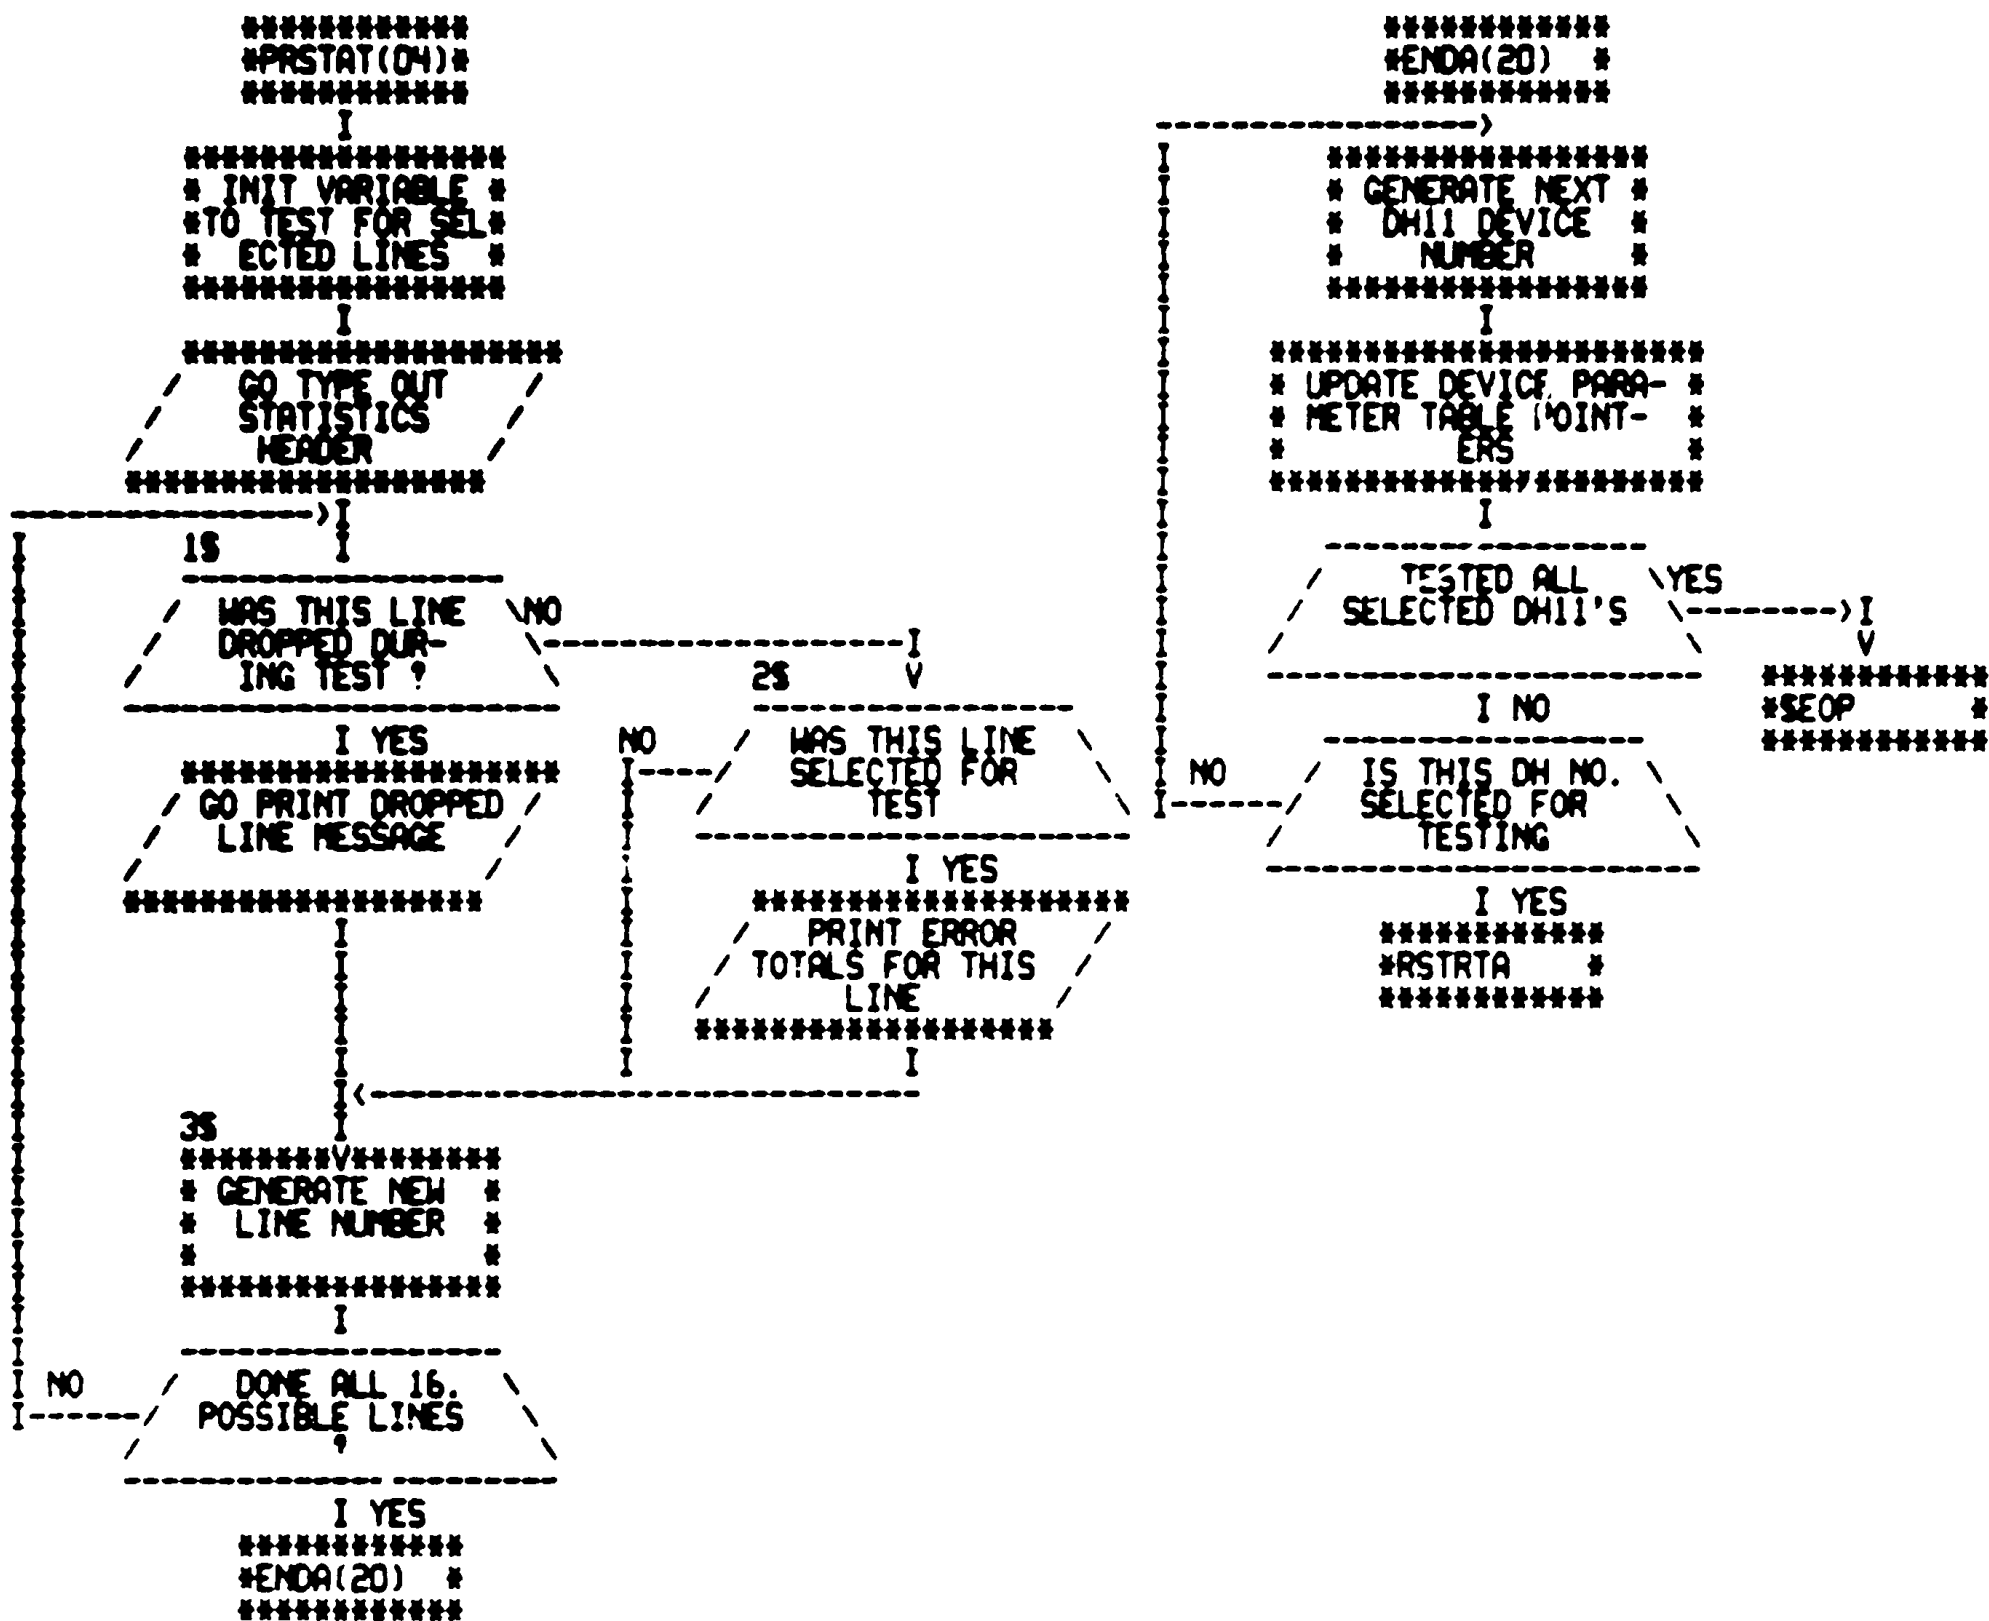 *PRSTAT(04)*
INIT VARIABLE
TO TEST FOR SEL
ECTED LINES
GO TYPE OUT
STATISTICS
HEADER
1$
WAS THIS LINE
DROPPED DUR-
ING TEST ?
NO
I YES
GO PRINT DROPPED
LINE MESSAGE
2$
WAS THIS LINE
SELECTED FOR
TEST
NO
I YES
PRINT ERROR
TOTALS FOR THIS
LINE
3$
GENERATE NEW
LINE NUMBER
DONE ALL 16.
POSSIBLE LINES
?
NO
I YES
*ENDA(20) *
*ENDA(20) *
GENERATE NEXT
DH11 DEVICE
NUMBER
UPDATE DEVICE PARA-
METER TABLE POINT-
ERS
TESTED ALL
SELECTED DH11'S
YES
*$EOP *
I NO
IS THIS DH NO.
SELECTED FOR
TESTING
NO
I YES
*RSTRTA *